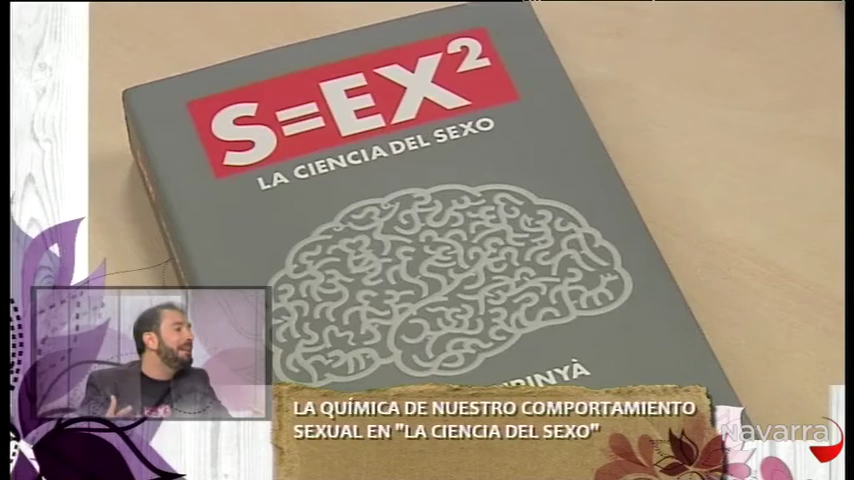 S=EX²
LA CIENCIA DEL SEXO
LA QUÍMICA DE NUESTRO COMPORTAMIENTO
SEXUAL EN "LA CIENCIA DEL SEXO"
Navarra